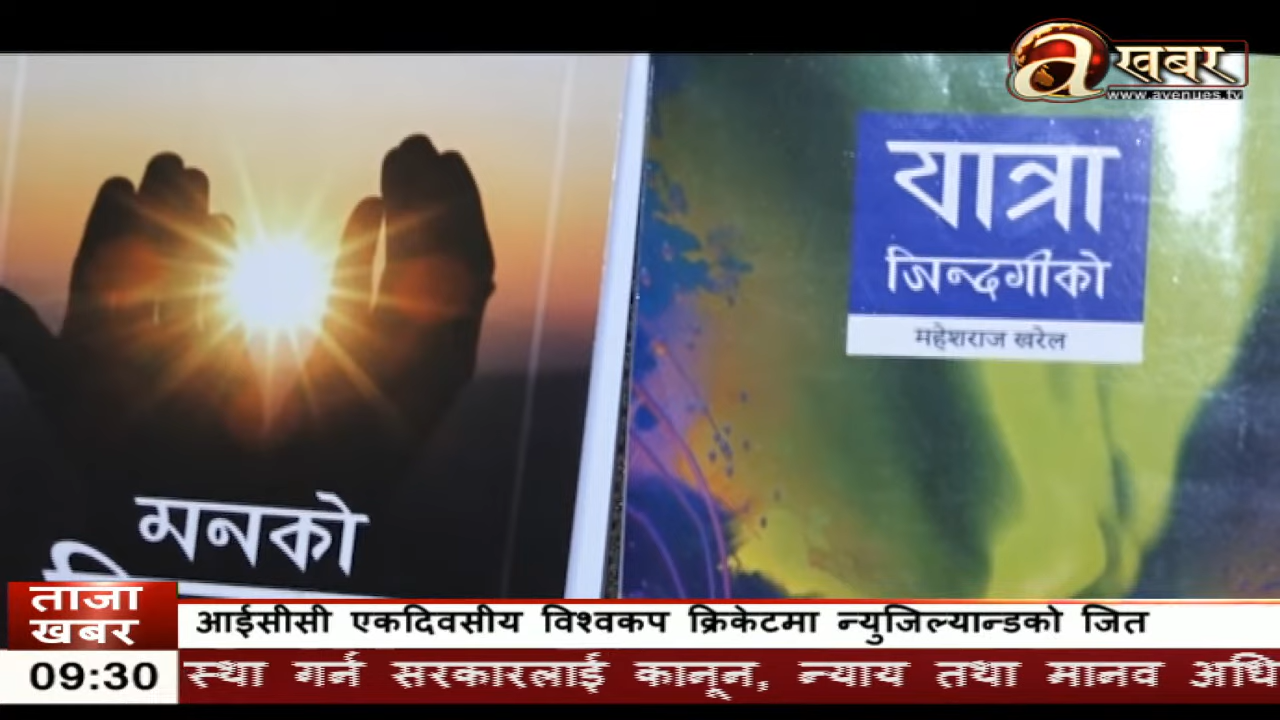 a खबर
www.avenues.tv
यात्रा
जिन्दगीको
महेशराज खरेल
मनको
ताजा
खबर
आईसीसी एकदिवसीय विश्वकप क्रिकेटमा न्युजिल्यान्डको जित
09:30
स्था गर्न सरकारलाई कानून, न्याय तथा मानव अधि